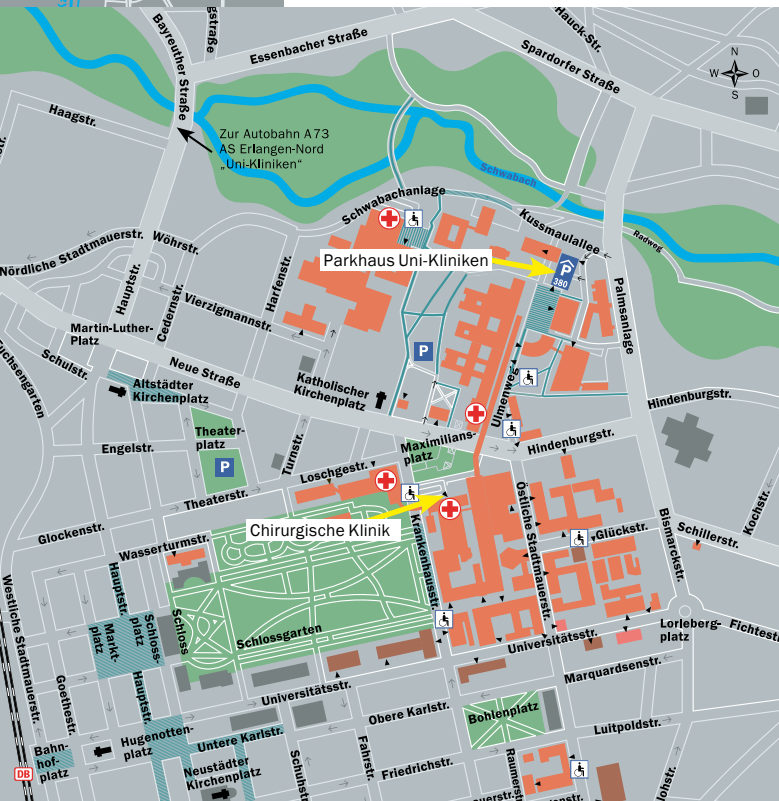 Bayreuther Straße
Essenbacher Straße
Hauck-Str.
Spardorfer Straße
N
W
O
S
Haagstr.
Zur Autobahn A73
AS Erlangen-Nord
„Uni-Kliniken“
Schwabach
Schwabachanlage
Kussmaulallee
Radweg
Nördliche Stadtmauerstr.
Wöhrstr.
Parkhaus Uni-Kliniken
P
380
Hauptstr.
Cedernstr.
Harfenstr.
Vierzigmannstr.
Palmsanlage
Martin-Luther-
Platz
Schulstr.
Neue Straße
P
Altstädter
Kirchenplatz
Katholischer
Kirchenplatz
Ulmenweg
Hindenburgstr.
Theater-
platz
P
Engelstr.
Turnstr.
Maximilians-
platz
Hindenburgstr.
Loschgestr.
Theaterstr.
Glockenstr.
Chirurgische Klinik
Krankenhausstr.
Östliche Stadtmauerstr.
Glückstr.
Bismarckstr.
Schillerstr.
Kochstr.
Wasserturmstr.
Westliche Stadtmauerstr.
Hauptstr.
Schloss-
platz
Markt-
platz
Schloss
Schlossgarten
Universitätsstr.
Lorleberg-
platz
Goethestr.
Hauptstr.
Universitätsstr.
Marquardsenstr.
Obere Karlstr.
Bohlenplatz
Luitpoldstr.
Bahn-
hof-
platz
Hugenotten-
platz
Untere Karlstr.
DB
Neustädter
Kirchenplatz
Fahrstr.
Friedrichstr.